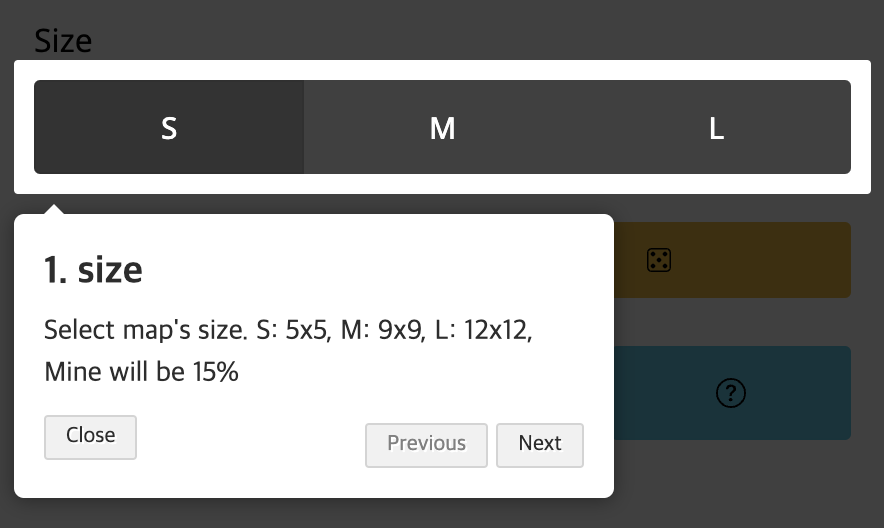 Size
S M L
1. size
Select map's size. S: 5x5, M: 9x9, L: 12x12,
Mine will be 15%
Close Previous Next